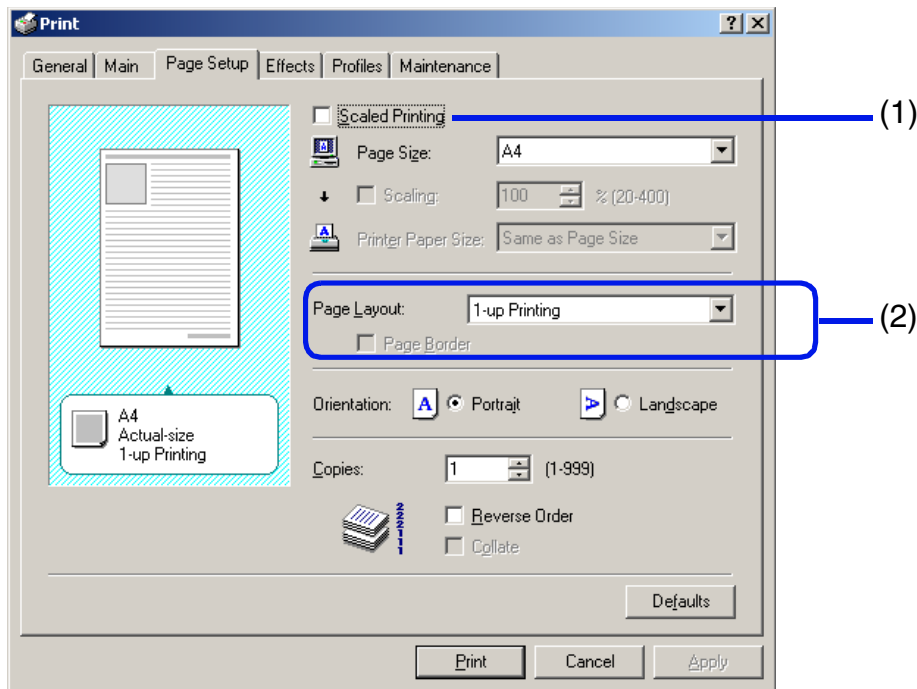 Print
General Main Page Setup Effects Profiles Maintenance
Scaled Printing (1)
Page Size: A4
Scaling: 100 % (20-400)
Printer Paper Size: Same as Page Size
Page Layout: 1-up Printing (2)
Page Border
Orientation: A Portrait A Landscape
A4
Actual-size
1-up Printing
Copies: 1 (1-999)
222111
Reverse Order
Collate
Defaults
Print Cancel Apply